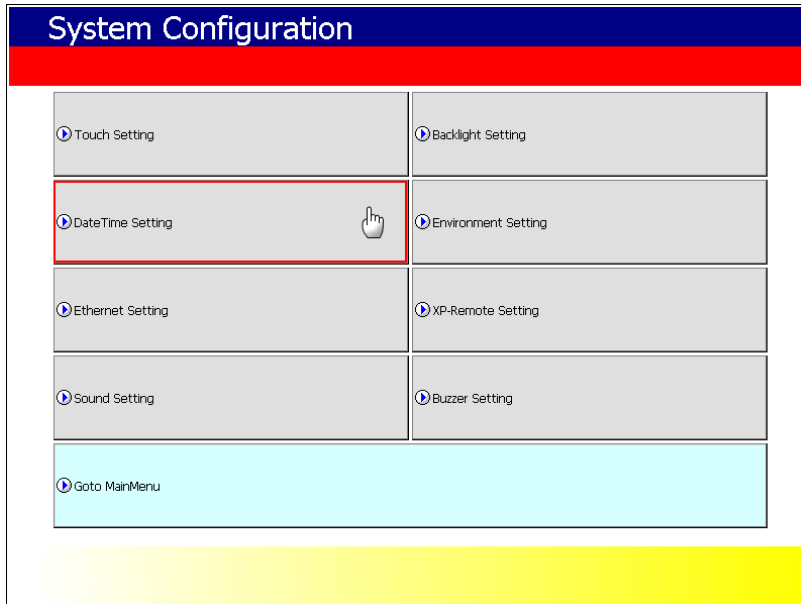 System Configuration
Touch Setting
Backlight Setting
DateTime Setting
Environment Setting
Ethernet Setting
XP-Remote Setting
Sound Setting
Buzzer Setting
Goto MainMenu